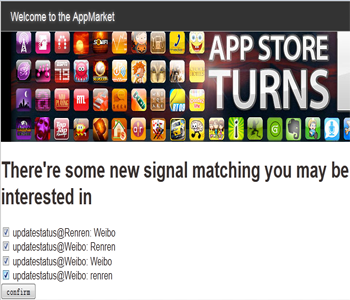 Welcome to the AppMarket
APP STORE
TURNS
There're some new signal matching you may be
interested in
updatestatus@Renren: Weibo
updatestatus@Weibo: Renren
updatestatus@Weibo: Weibo
updatestatus@Weibo: renren
confirm